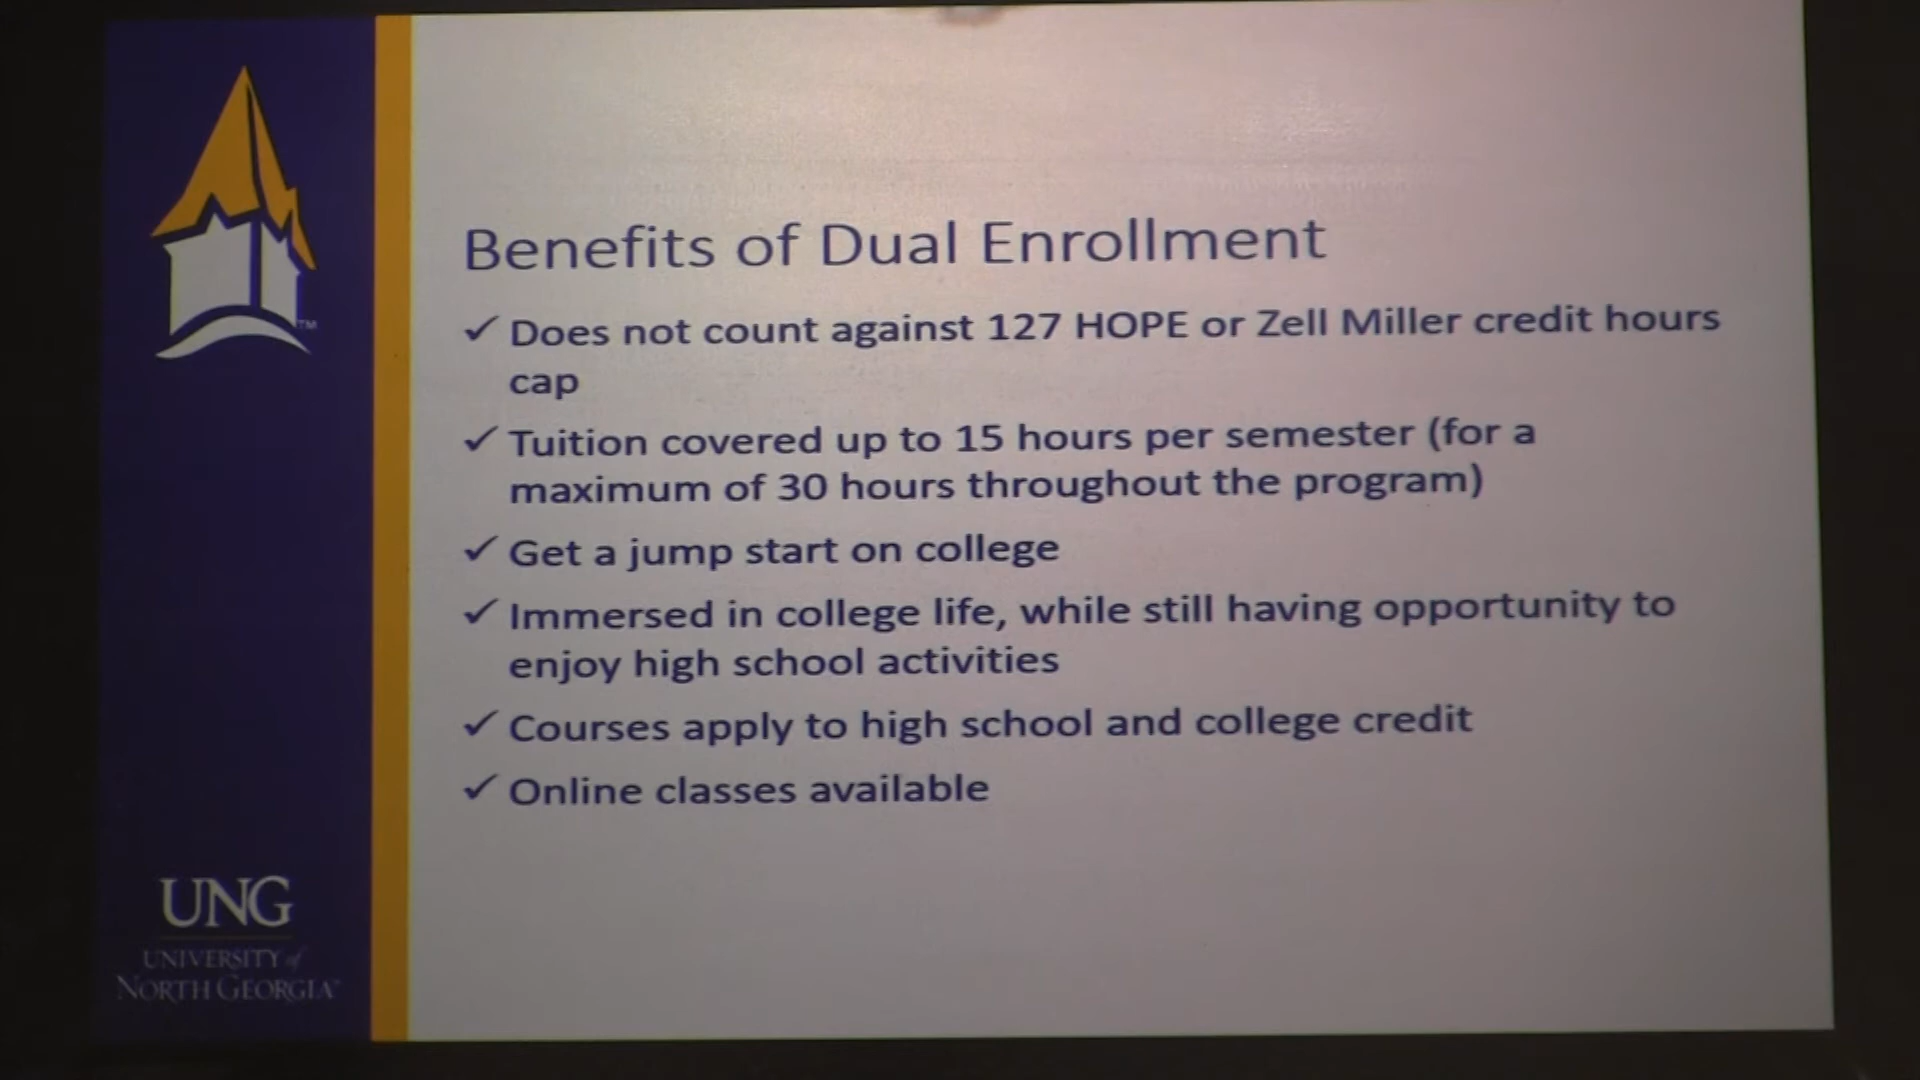 Benefits of Dual Enrollment
✓ Does not count against 127 HOPE or Zell Miller credit hours
cap
✓ Tuition covered up to 15 hours per semester (for a
maximum of 30 hours throughout the program)
✓ Get a jump start on college
✓ Immersed in college life, while still having opportunity to
enjoy high school activities
✓ Courses apply to high school and college credit
✓ Online classes available
TM
UNG
UNIVERSITY of
NORTH GEORGIA™